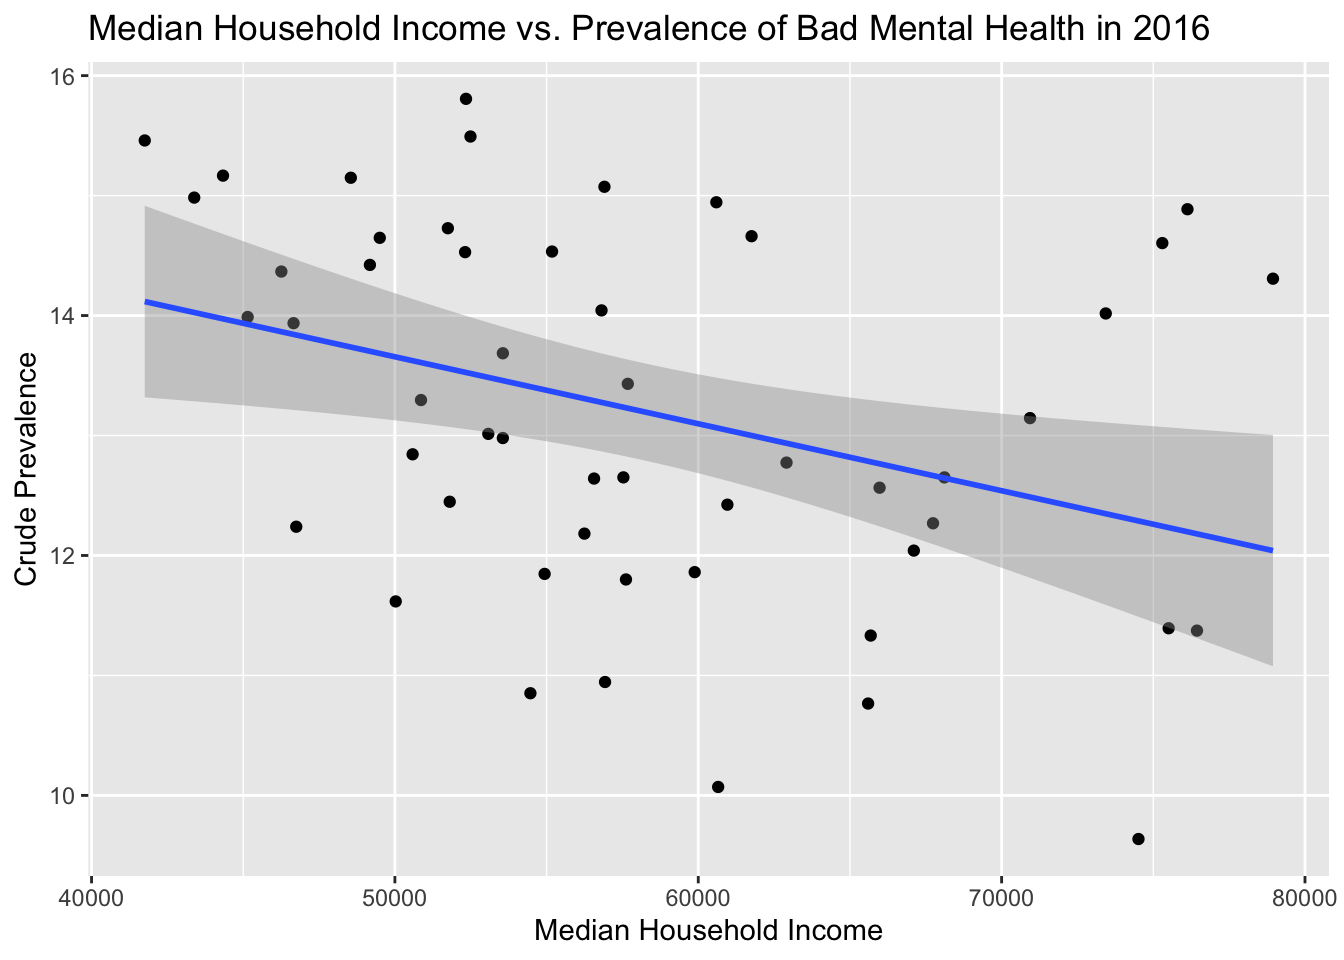 Median Household Income vs. Prevalence of Bad Mental Health in 2016
16
14
12
10
Crude Prevalence
40000 50000 60000 70000 80000
Median Household Income